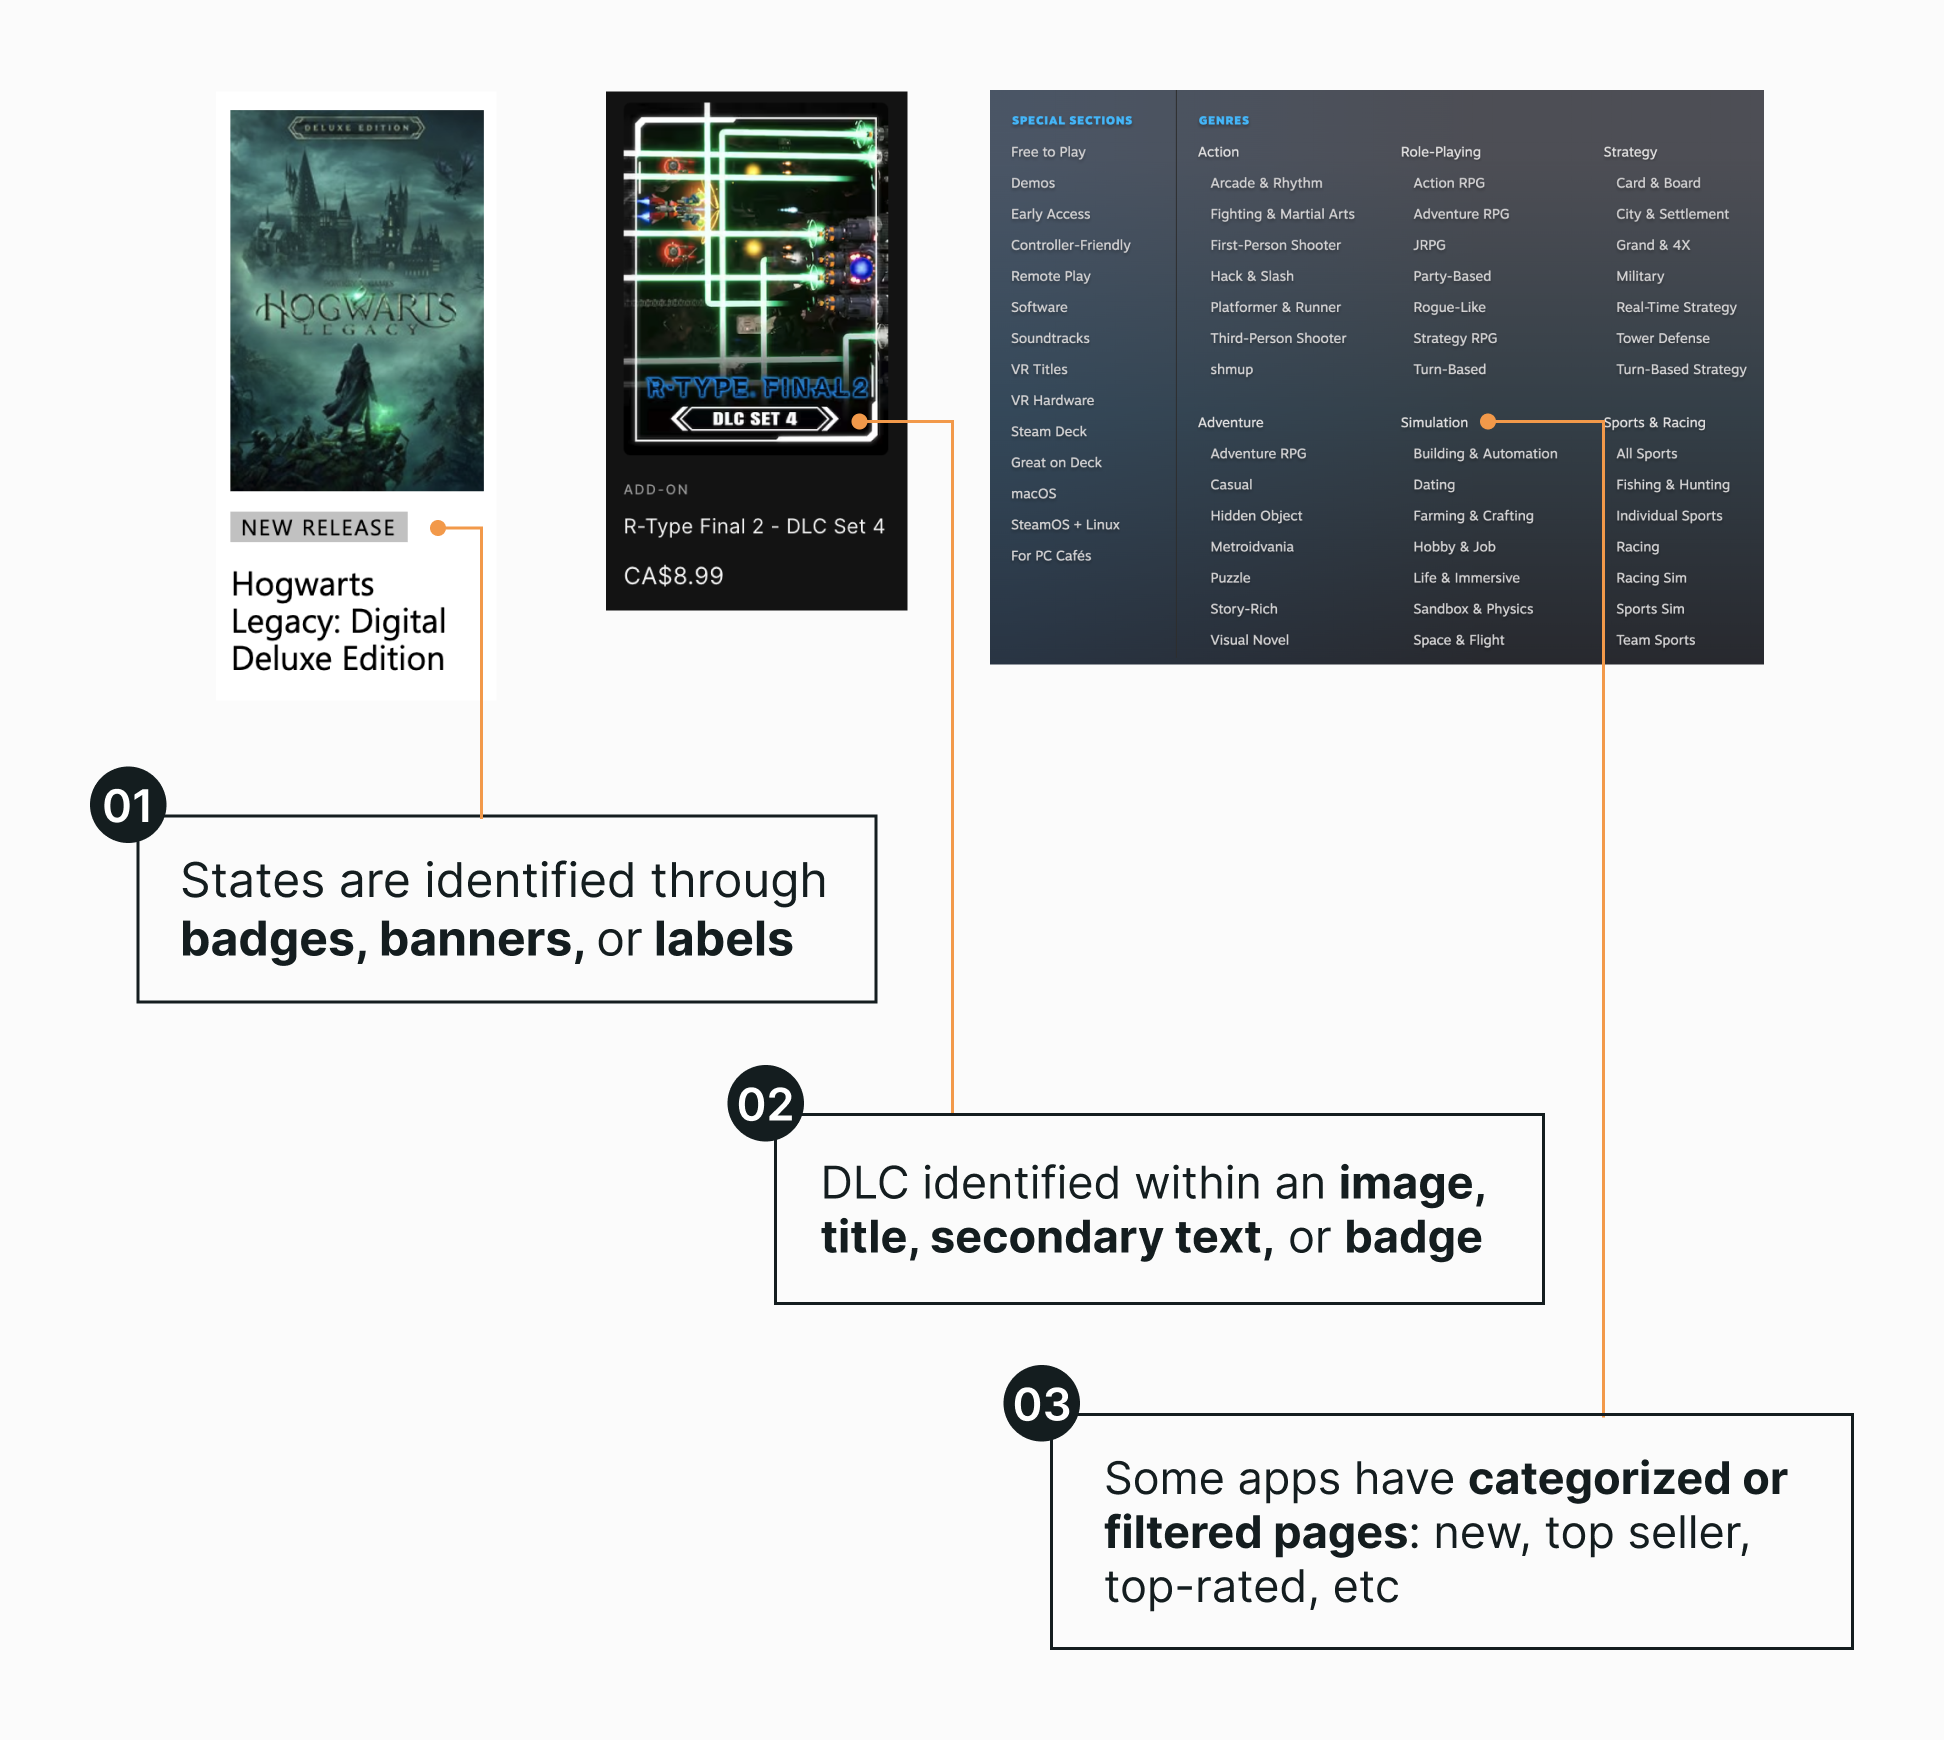 DELUXE EDITION
HOGWARTS
LEGACY
NEW RELEASE
Hogwarts
Legacy: Digital
Deluxe Edition
R-TYPE FINAL 2
DLC SET 4
ADD-ON
R-Type Final 2 - DLC Set 4
CA$8.99
SPECIAL SECTIONS
Free to Play
Demos
Early Access
Controller-Friendly
Remote Play
Software
Soundtracks
VR Titles
VR Hardware
Steam Deck
Great on Deck
macOS
SteamOS + Linux
For PC Cafés
GENRES
Action
Arcade & Rhythm
Fighting & Martial Arts
First-Person Shooter
Hack & Slash
Platformer & Runner
Third-Person Shooter
shmup
Adventure
Adventure RPG
Casual
Hidden Object
Metroidvania
Puzzle
Story-Rich
Visual Novel
Role-Playing
Action RPG
Adventure RPG
JRPG
Party-Based
Rogue-Like
Strategy RPG
Turn-Based
Simulation
Building & Automation
Dating
Farming & Crafting
Hobby & Job
Life & Immersive
Sandbox & Physics
Space & Flight
Strategy
Card & Board
City & Settlement
Grand & 4X
Military
Real-Time Strategy
Tower Defense
Turn-Based Strategy
Sports & Racing
All Sports
Fishing & Hunting
Individual Sports
Racing
Racing Sim
Sports Sim
Team Sports
01
States are identified through
badges, banners, or labels
02
DLC identified within an image,
title, secondary text, or badge
03
Some apps have categorized or
filtered pages: new, top seller,
top-rated, etc